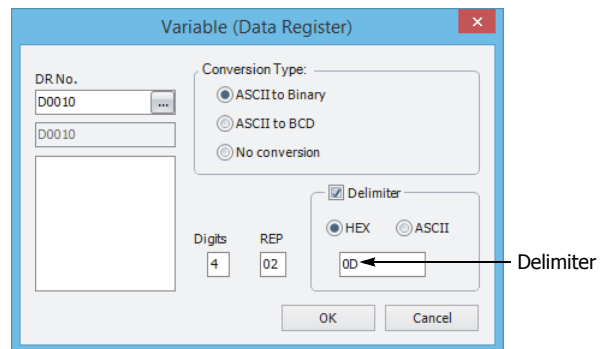 Variable (Data Register)
DR No.
D0010
...
D0010
Conversion Type:
ASCII to Binary
ASCII to BCD
No conversion
Digits
4
REP
02
Delimiter
HEX
ASCII
0D
Delimiter
OK
Cancel